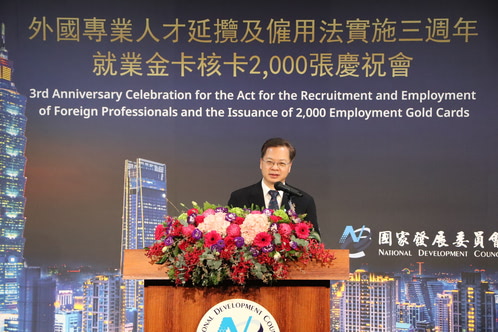 外國專業人才延攬及僱用法實施三週年
就業金卡核卡2,000張慶祝會
3rd Anniversary Celebration for the Act for the Recruitment and Employment
of Foreign Professionals and the Issuance of 2,000 Employment Gold Cards
國家發展委員會
NATIONAL DEVELOPMENT COUNCIL
NATIONAL DEVELOPMENT